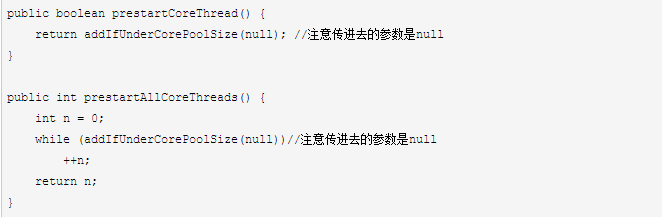 public boolean prestartCoreThread() {
    return addIfUnderCorePoolSize(null); //注意传进去的参数是null
}
public int prestartAllCoreThreads() {
    int n = 0;
    while (addIfUnderCorePoolSize(null))//注意传进去的参数是null
        ++n;
    return n;
}